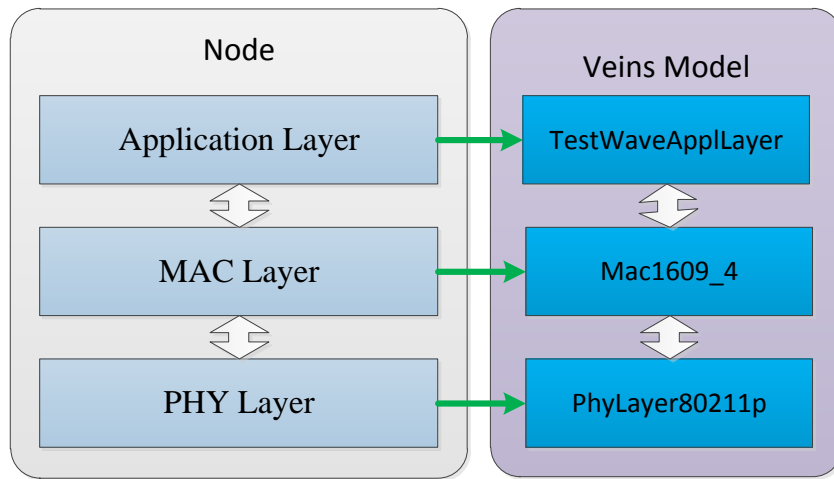 Node
Veins Model
Application Layer
TestWaveApplLayer
MAC Layer
Mac1609_4
PHY Layer
PhyLayer80211p